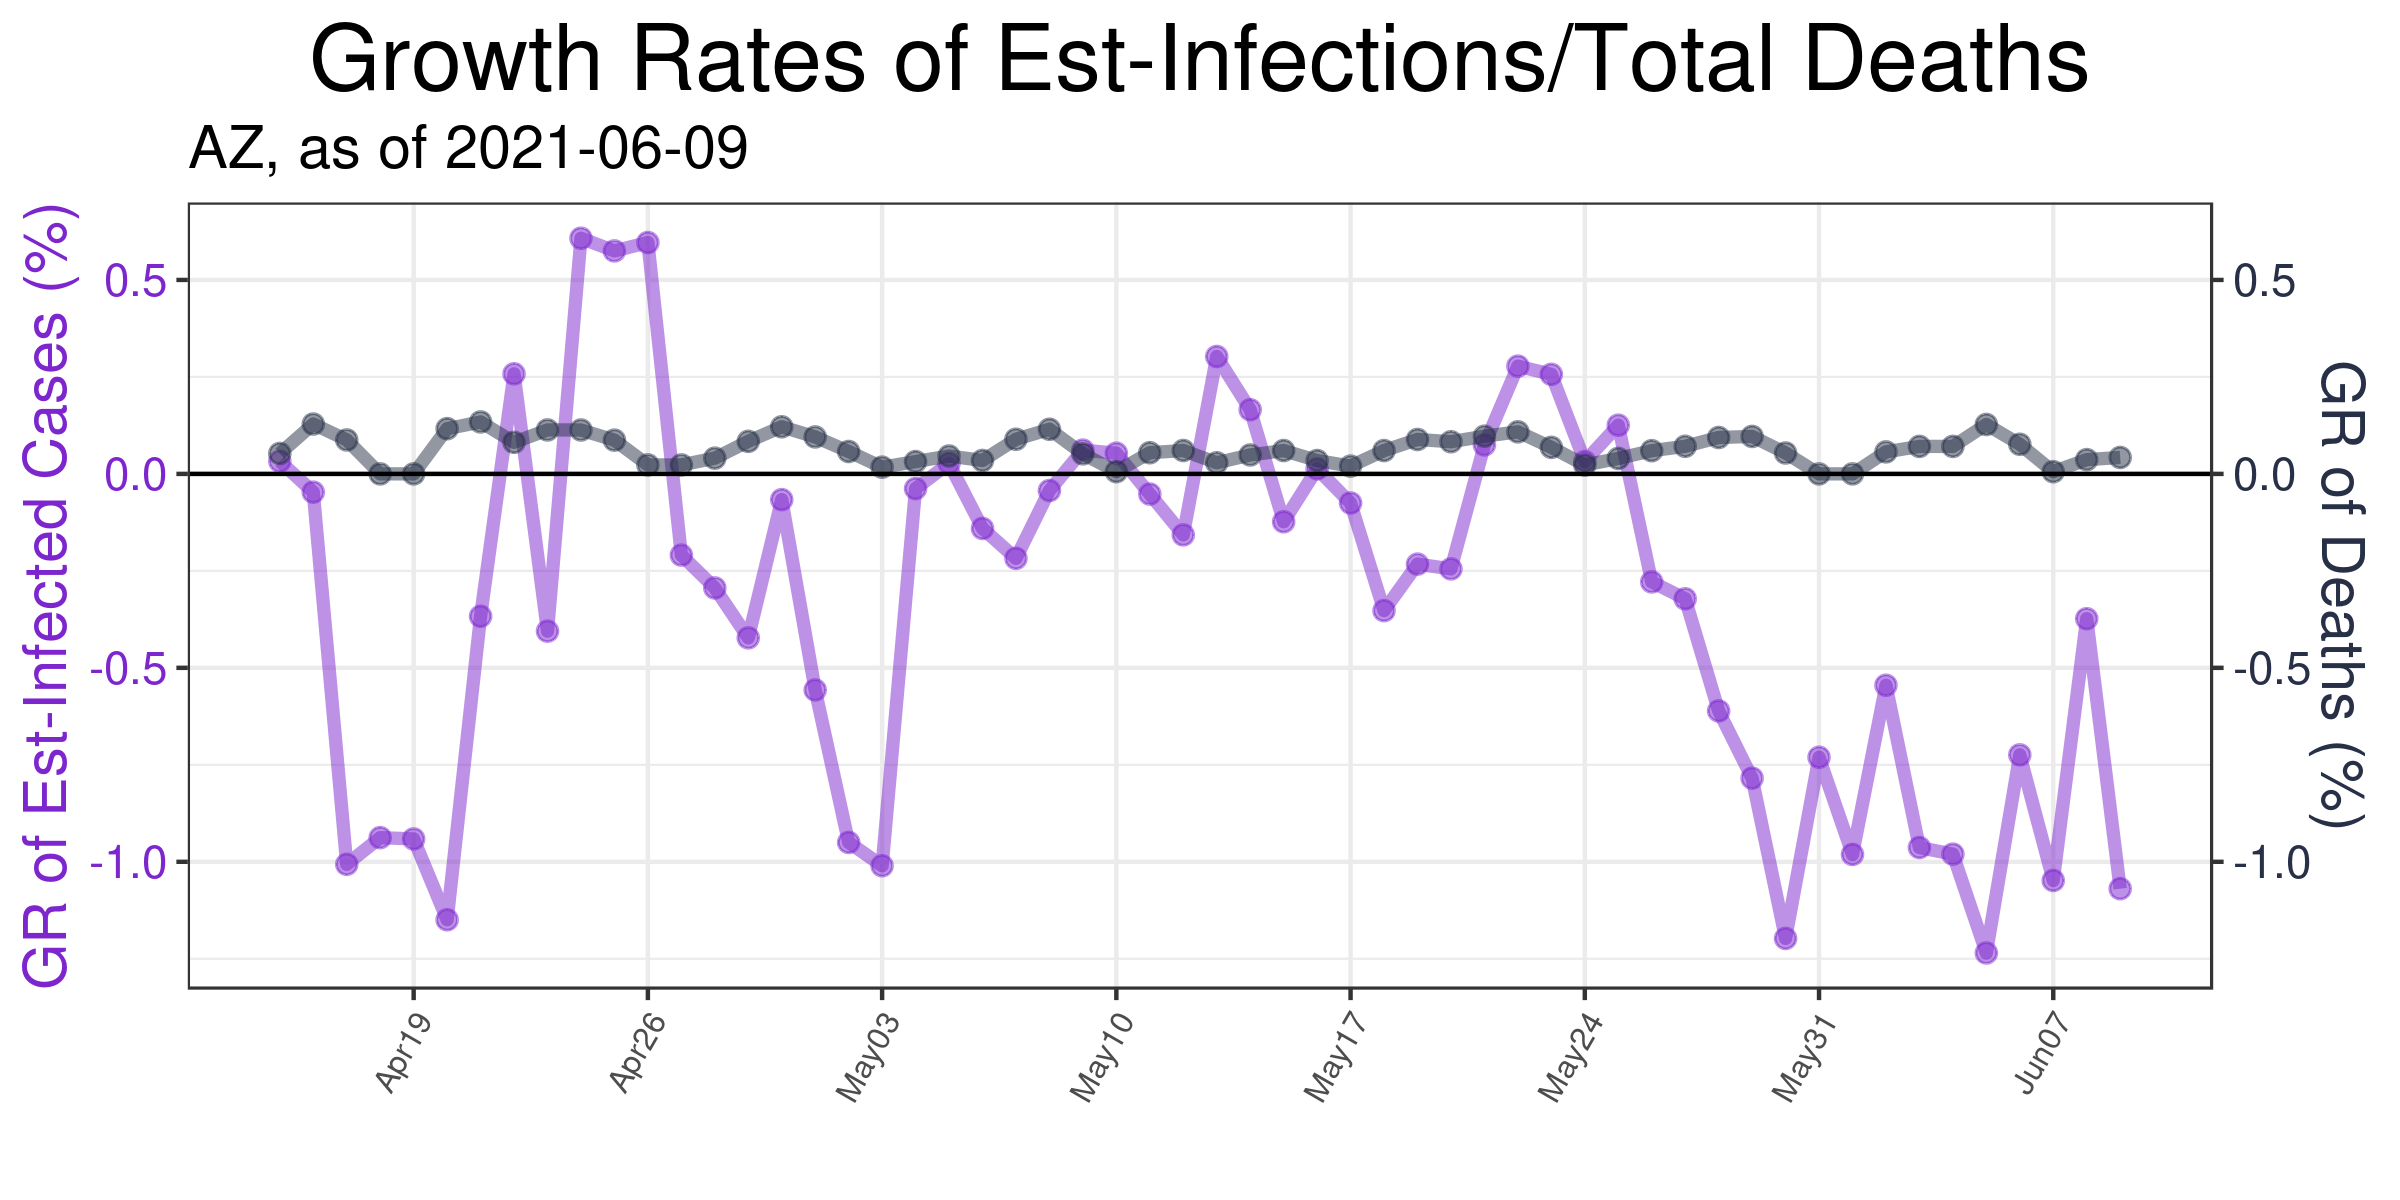 Growth Rates of Est-Infections/Total Deaths
AZ, as of 2021-06-09
GR of Est-Infected Cases (%)
0.5
0.0
-0.5
-1.0
0.5
0.0
-0.5
-1.0
GR of Deaths (%)
Apr19
Apr26
May03
May10
May17
May24
May31
Jun07